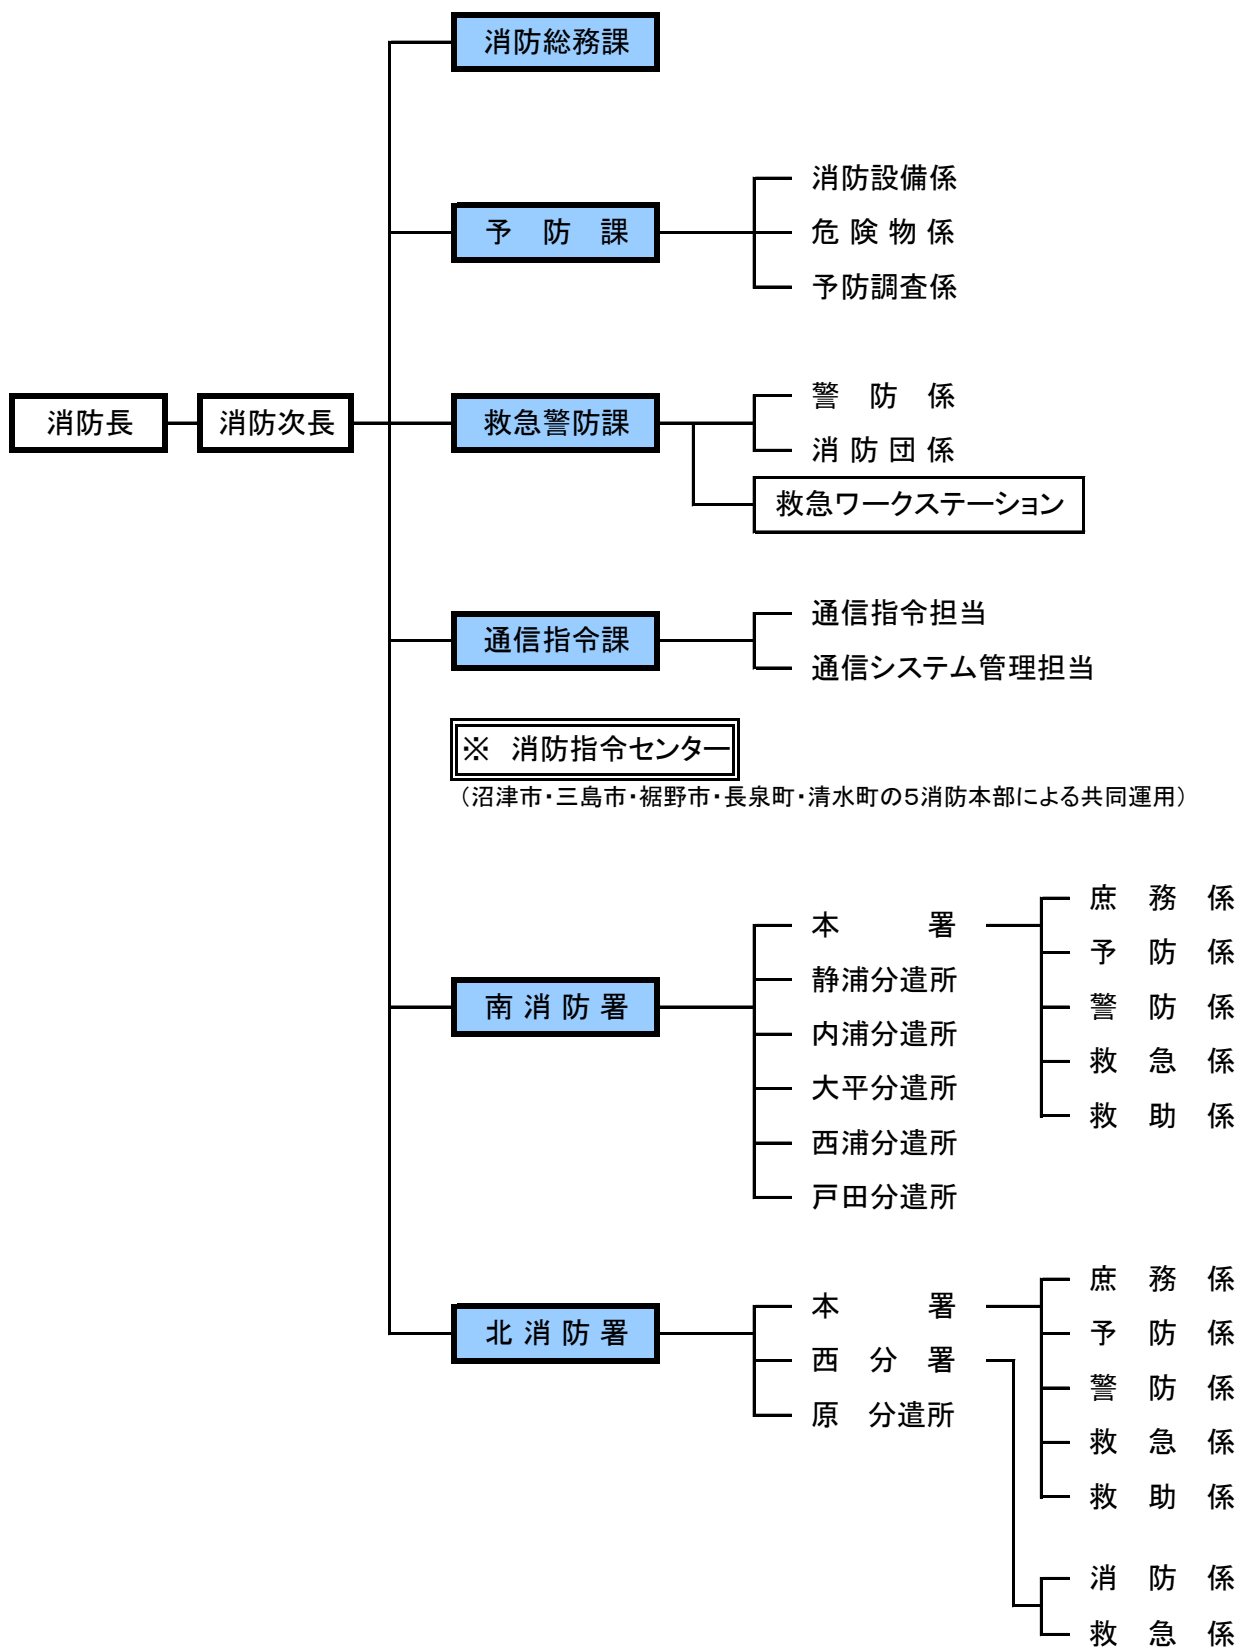 消防総務課
予　防　課
消防設備係
危険物係
予防調査係
消防長
消防次長
救急警防課
警　防　係
消防団係
救急ワークステーション
通信指令課
通信指令担当
通信システム管理担当
※　消防指令センター
（沼津市・三島市・裾野市・長泉町・清水町の5消防本部による共同運用）
南消防署
本　　　署
静浦分遣所
内浦分遣所
大平分遣所
西浦分遣所
戸田分遣所
庶　務　係
予　防　係
警　防　係
救　急　係
救　助　係
北消防署
本　　　署
西　分　署
原　分遣所
庶　務　係
予　防　係
警　防　係
救　急　係
救　助　係
消　防　係
救　急　係